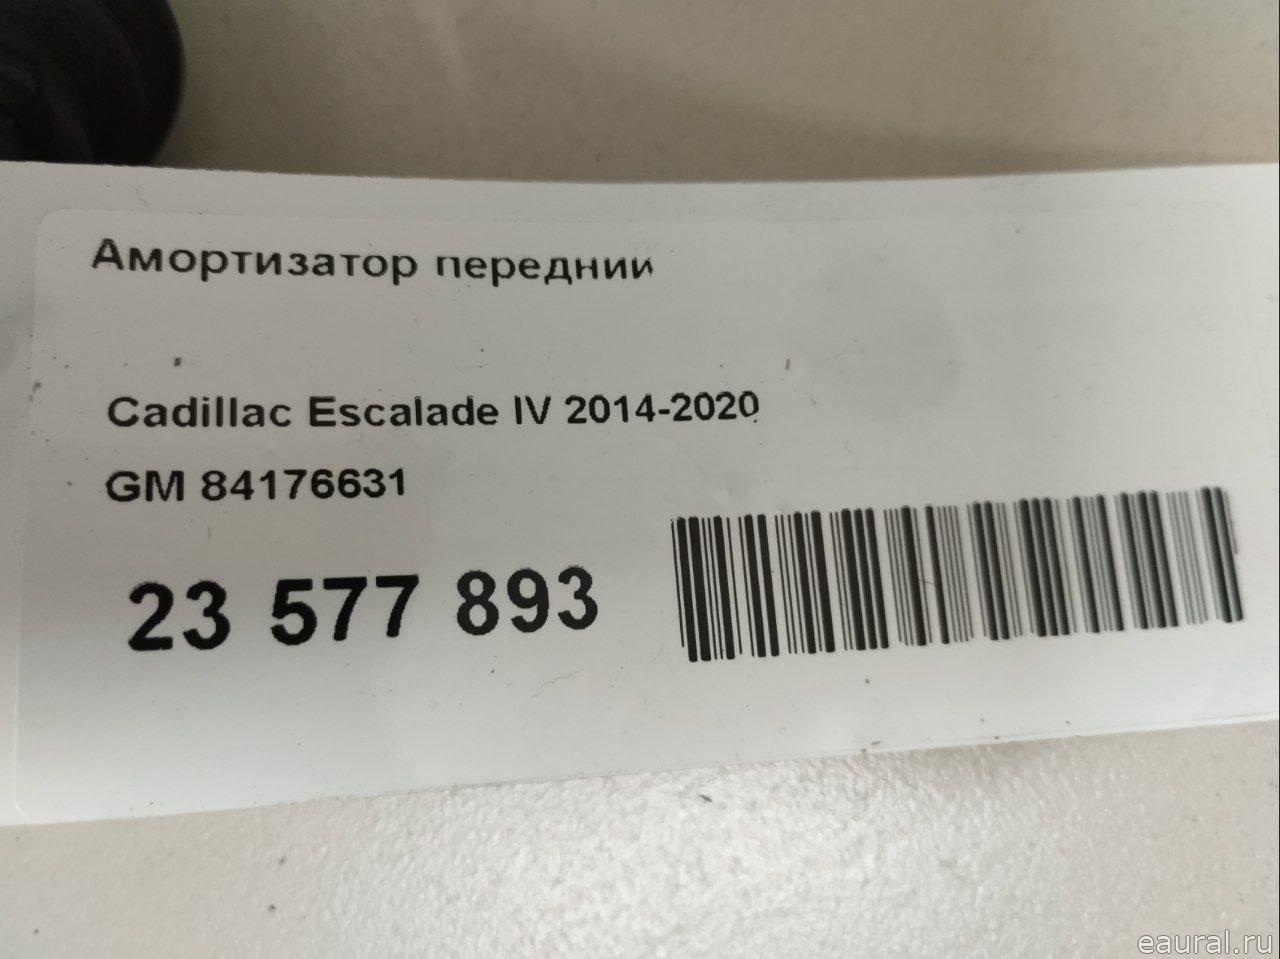 Амортизатор передний
Cadillac Escalade IV 2014-2020
GM 84176631
23 577 893
eaural.ru